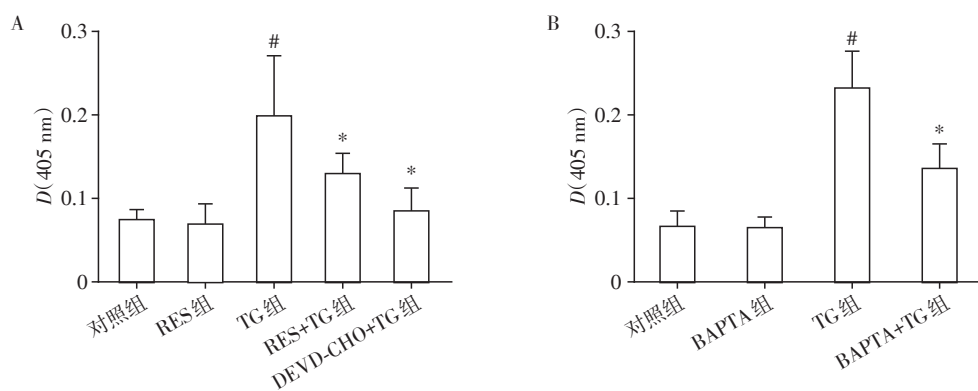 A
D(405 nm)
0.3
0.2
0.1
0
#
*
*
对照组
RES组
TG组
RES+TG组
DEVD-CHO+TG组
B
D(405 nm)
0.3
0.2
0.1
0
#
*
对照组
BAPTA组
TG组
BAPTA+TG组